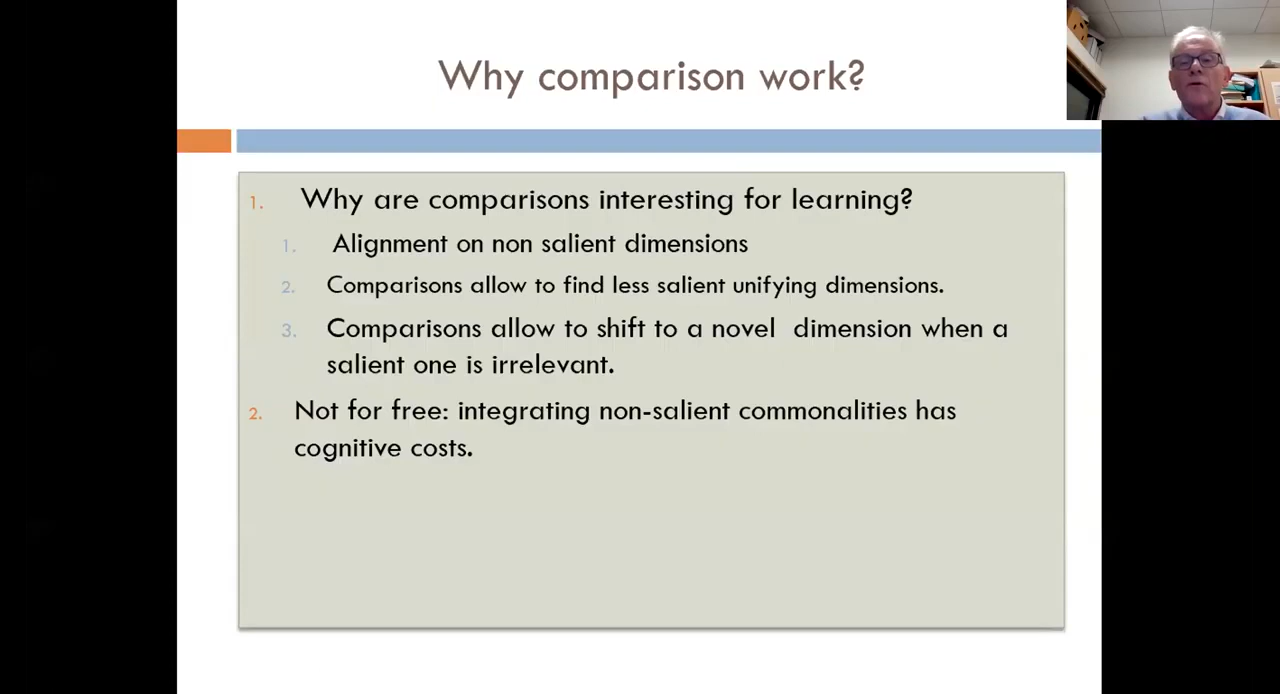 Why comparison work?
1. Why are comparisons interesting for learning?
1. Alignment on non salient dimensions
2. Comparisons allow to find less salient unifying dimensions.
3. Comparisons allow to shift to a novel dimension when a
salient one is irrelevant.
2. Not for free: integrating non-salient commonalities has
cognitive costs.